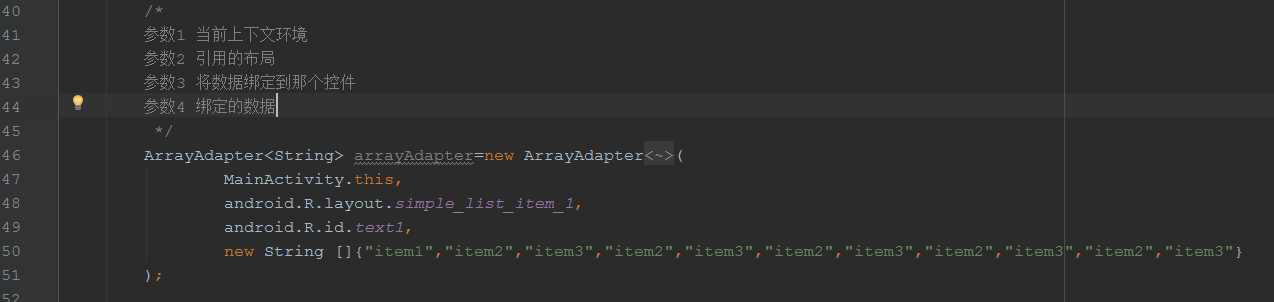 40 /*
41 参数1 当前上下文环境
42 参数2 引用的布局
43 参数3 将数据绑定到那个控件
44 参数4 绑定的数据
45 */
46 ArrayAdapter<String> arrayAdapter=new ArrayAdapter<~>(
47 MainActivity.this,
48 android.R.layout.simple_list_item_1,
49 android.R.id.text1,
50 new String []{"item1","item2","item3","item2","item3","item2","item3","item2","item3","item2","item3"}
51 );
52